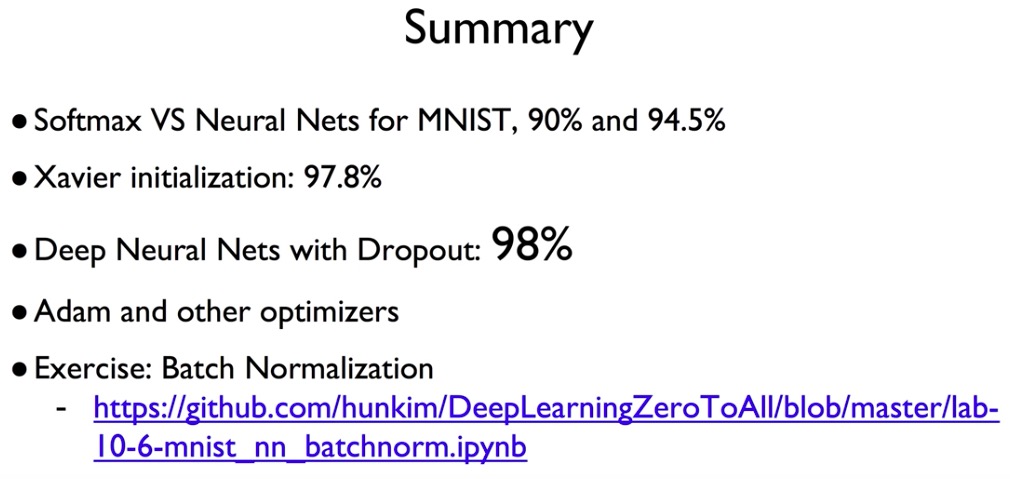 Summary
● Softmax VS Neural Nets for MNIST, 90% and 94.5%
● Xavier initialization: 97.8%
● Deep Neural Nets with Dropout: 98%
● Adam and other optimizers
● Exercise: Batch Normalization
- https://github.com/hunkim/DeepLearningZeroToAll/blob/master/lab-
10-6-mnist_nn_batchnorm.ipynb